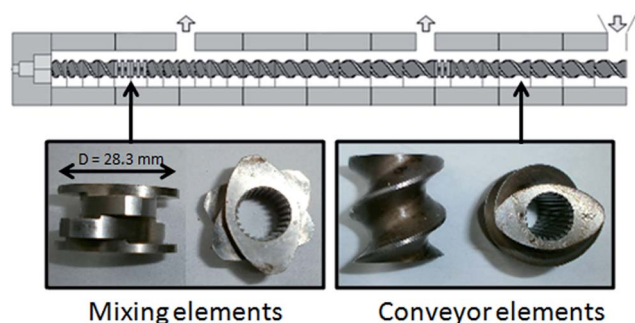 D = 28.3 mm
Mixing elements
Conveyor elements